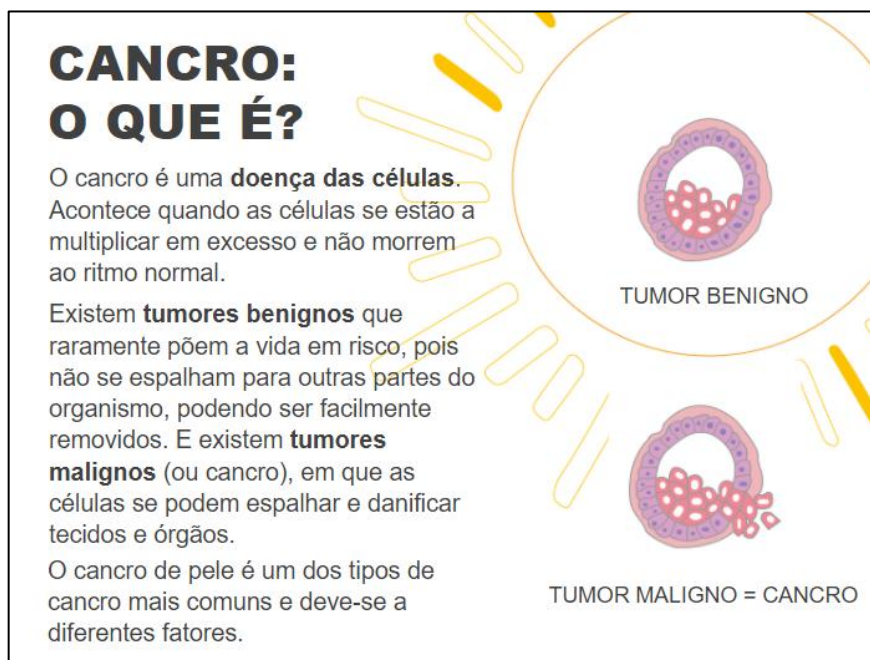 CANCRO:
O QUE É?
O cancro é uma doença das células.
Acontece quando as células se estão a
multiplicar em excesso e não morrem
ao ritmo normal.
Existem tumores benignos que
raramente põem a vida em risco, pois
não se espalham para outras partes do
organismo, podendo ser facilmente
removidos. E existem tumores
malignos (ou cancro), em que as
células se podem espalhar e danificar
tecidos e órgãos.
O cancro de pele é um dos tipos de
cancro mais comuns e deve-se a
diferentes fatores.
TUMOR BENIGNO
TUMOR MALIGNO = CANCRO